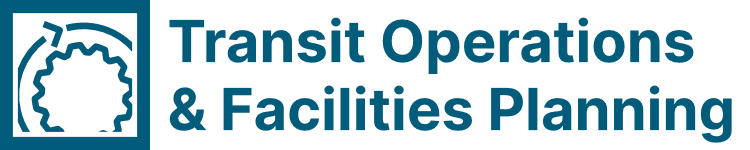 Transit Operations
& Facilities Planning